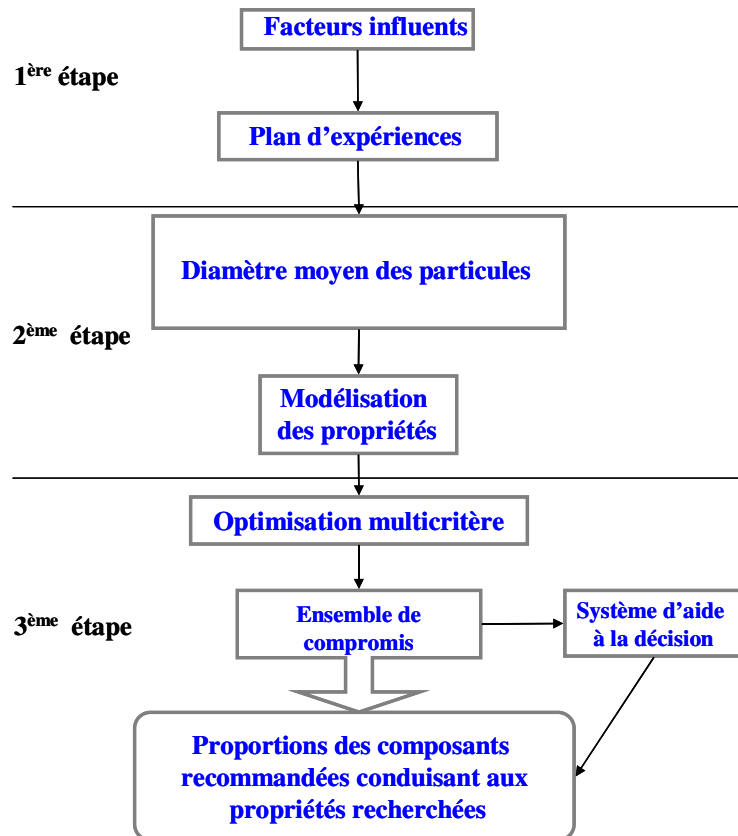 Facteurs influents
1ère étape
Plan d’expériences
Diamètre moyen des particules
2ème étape
Modélisation
des propriétés
Optimisation multicritère
3ème étape
Ensemble de
compromis
Système d’aide
à la décision
Proportions des composants
recommandées conduisant aux
propriétés recherchées